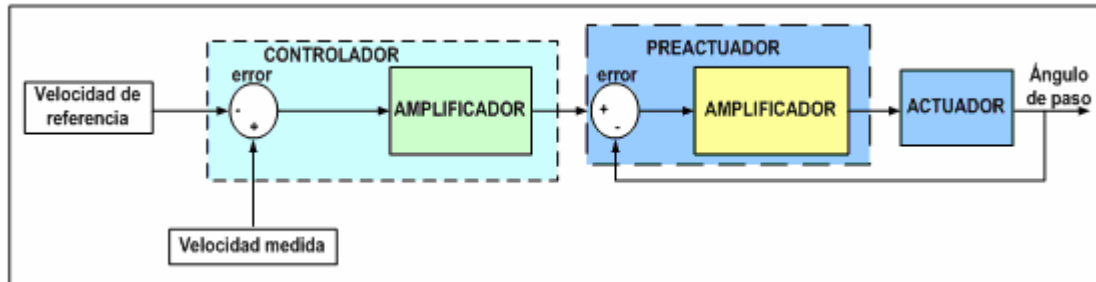 CONTROLADOR
PREACTUADOR
error
error
Ángulo
de paso
Velocidad de
referencia
-
+
AMPLIFICADOR
+
-
AMPLIFICADOR
ACTUADOR
Velocidad medida